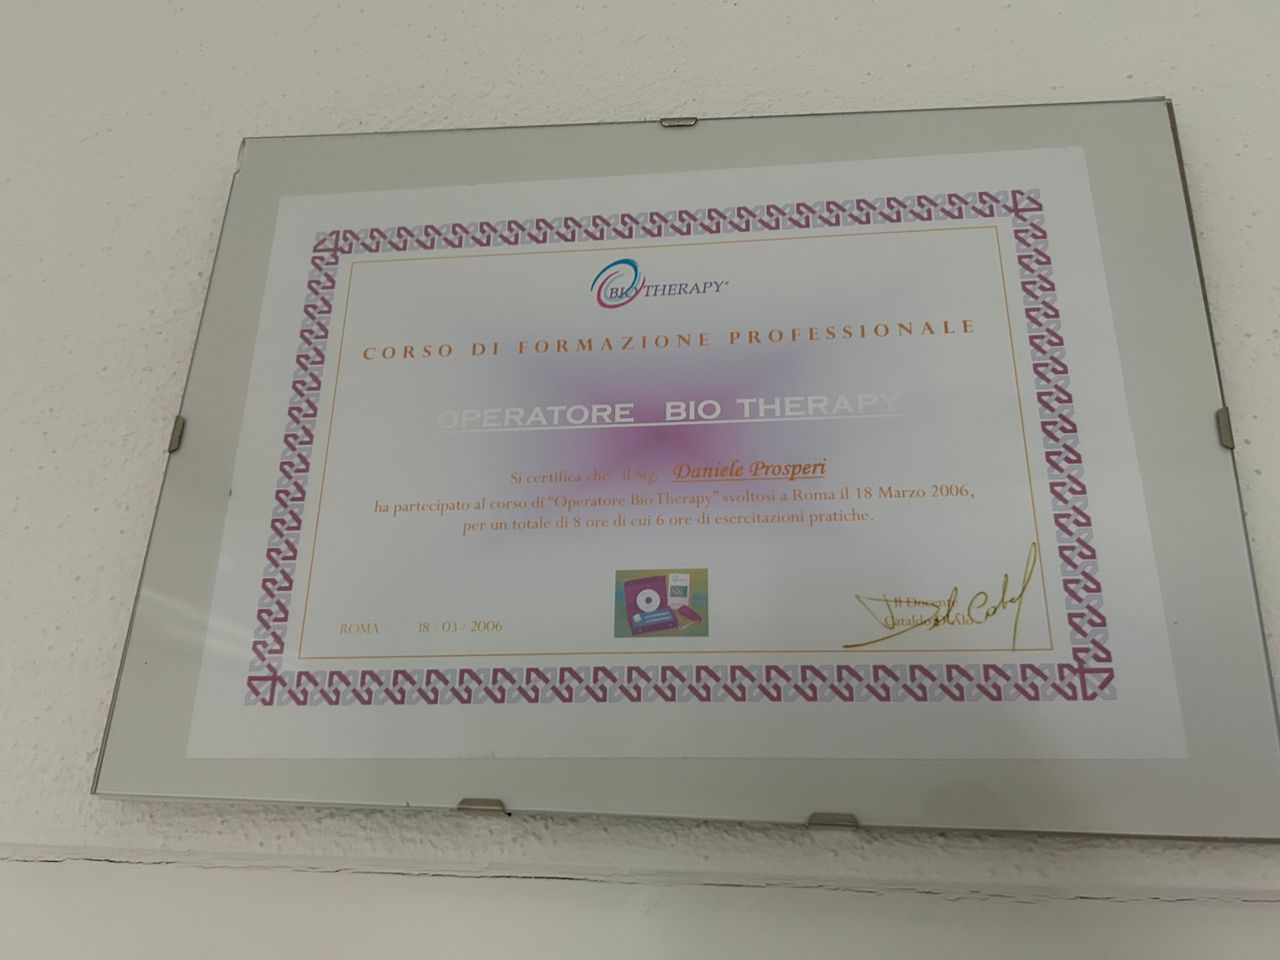 BIO THERAPY®
CORSO DI FORMAZIONE PROFESSIONALE
OPERATORE BIO THERAPY
Si certifica che il Sig. Daniele Prosperi
ha partecipato al corso di “Operatore Bio Therapy” svoltosi a Roma il 18 Marzo 2006,
per un totale di 8 ore di cui 6 ore di esercitazioni pratiche.
ROMA 18 / 03 / 2006
Il Docente
Cataldo